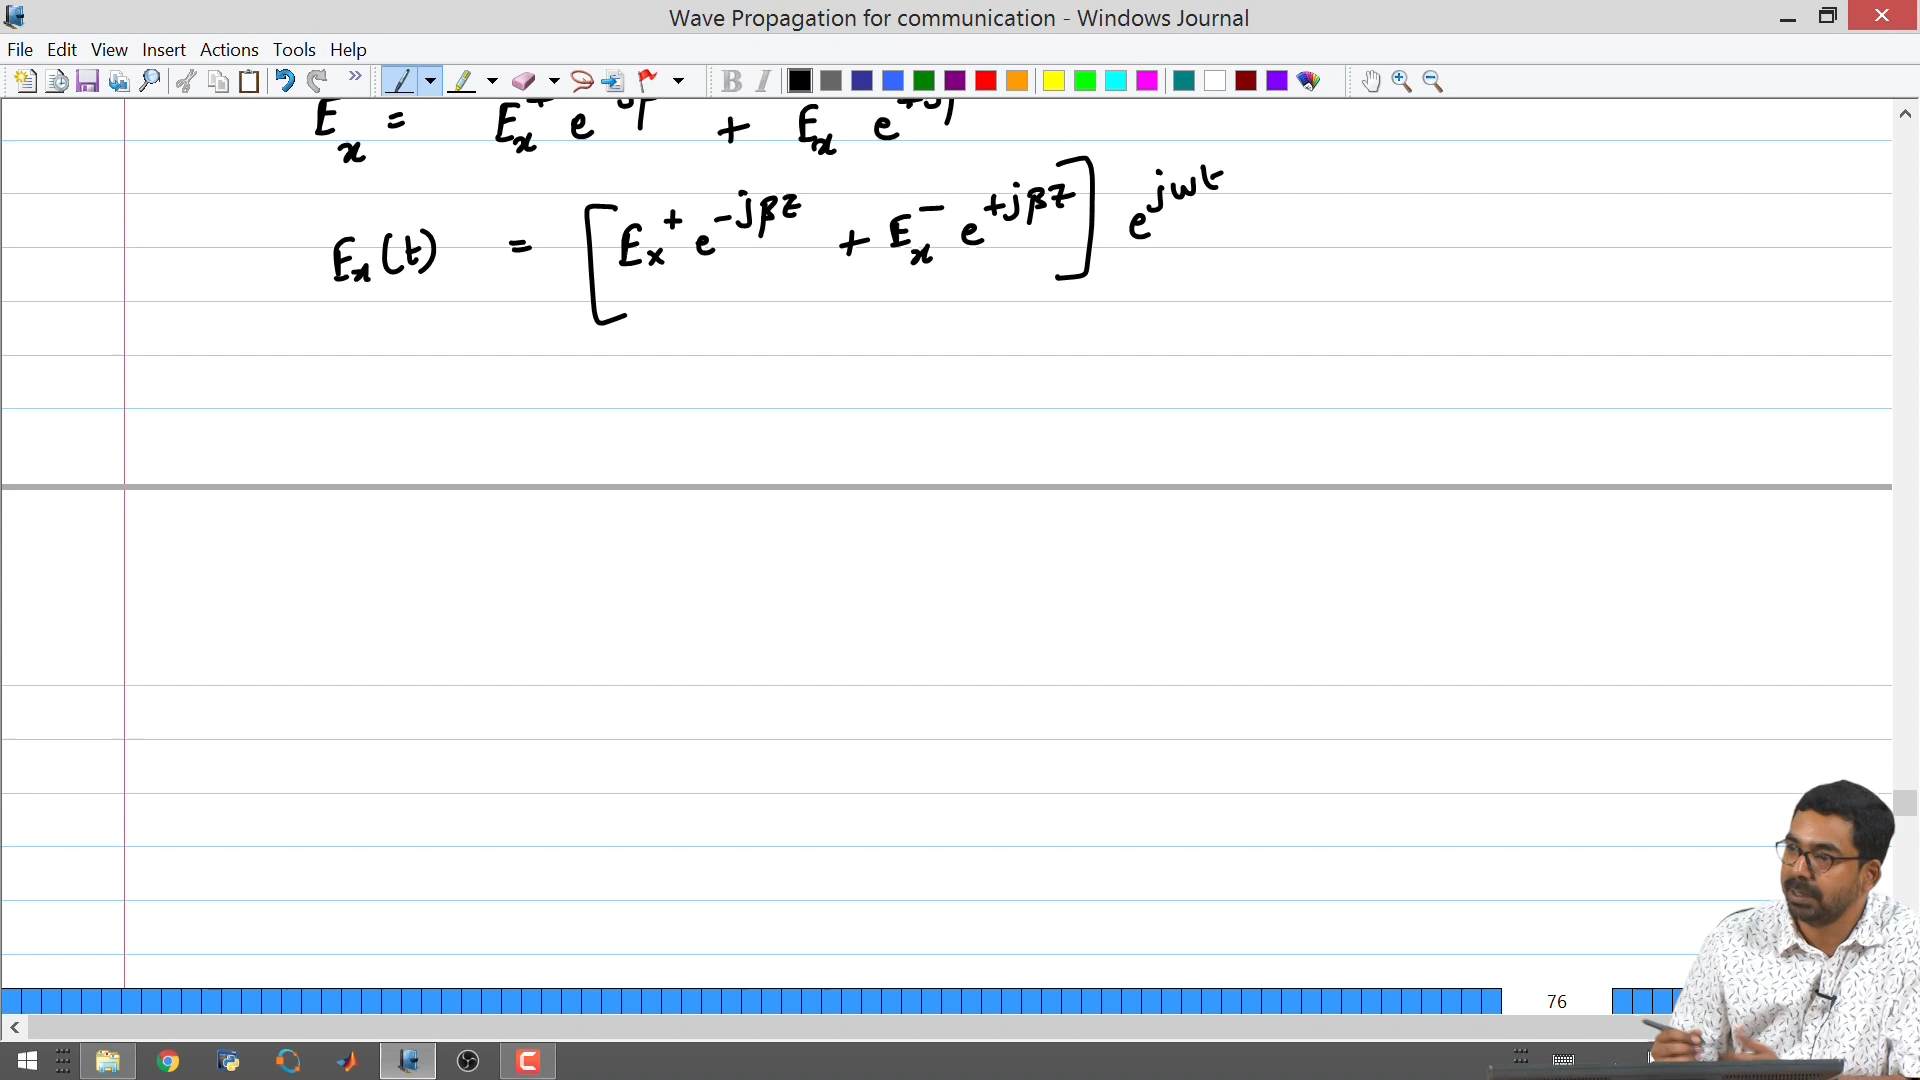 Wave Propagation for communication - Windows Journal
File Edit View Insert Actions Tools Help
B I
Eₓ = Eₓ⁺ e + Eₓ e
Eₓ(t) = [Eₓ⁺ e^{-jβz} + Eₓ⁻ e^{+jβz}] e^{jωt}
76